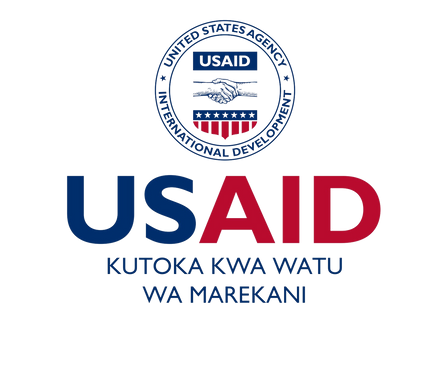 UNITED STATES AGENCY
USAID
INTERNATIONAL DEVELOPMENT
USAID
KUTOKA KWA WATU
WA MAREKANI